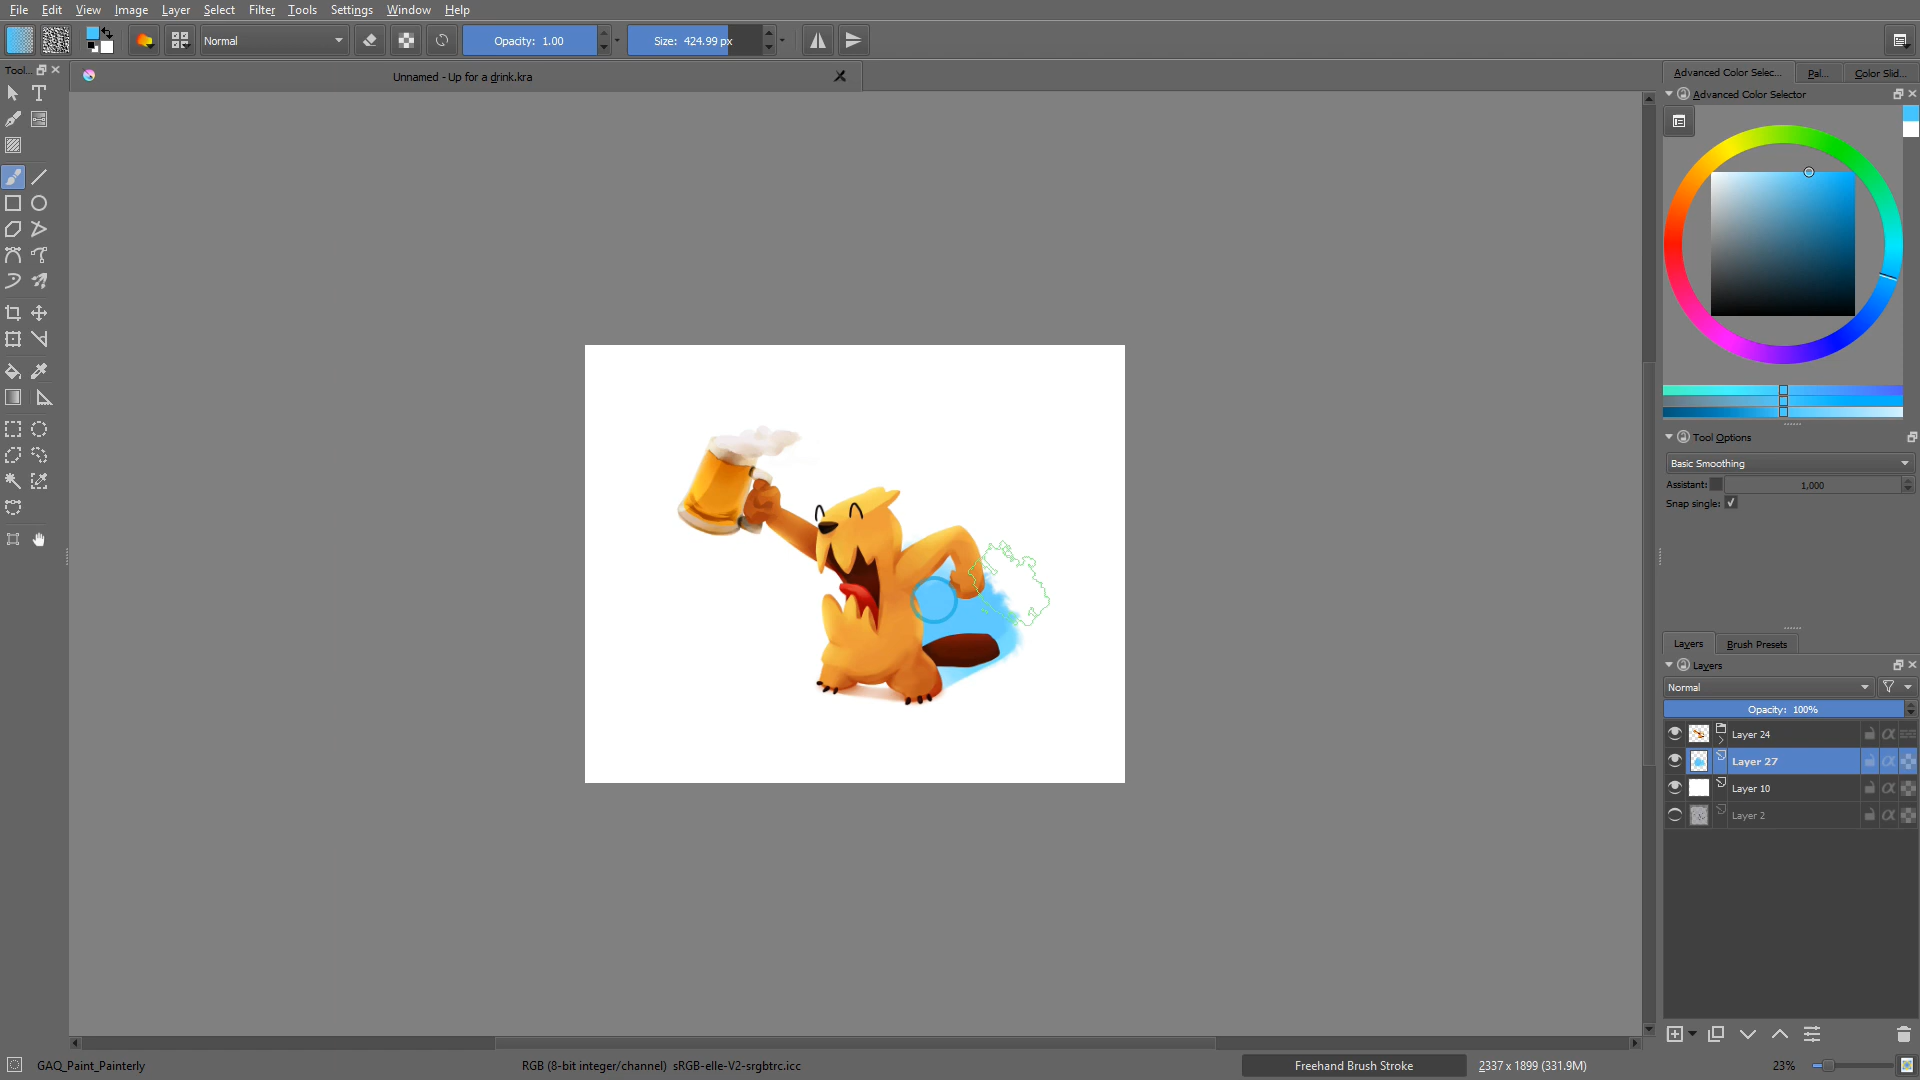 File Edit View Image Layer Select Filter Tools Settings Window Help
Normal Opacity: 1.00 Size: 424.99 px
Tool... Unnamed - Up for a drink.kra
Advanced Color Selec... Pal... Color Slid...
Advanced Color Selector
Tool Options
Basic Smoothing
Assistant: 1,000
Snap single:
Layers Brush Presets
Layers
Normal
Opacity: 100%
Layer 24
Layer 27
Layer 10
Layer 2
GAQ_Paint_Painterly RGB (8-bit integer/channel) sRGB-elle-V2-srgbtrc.icc Freehand Brush Stroke 2337 x 1899 (331.9M) 23%